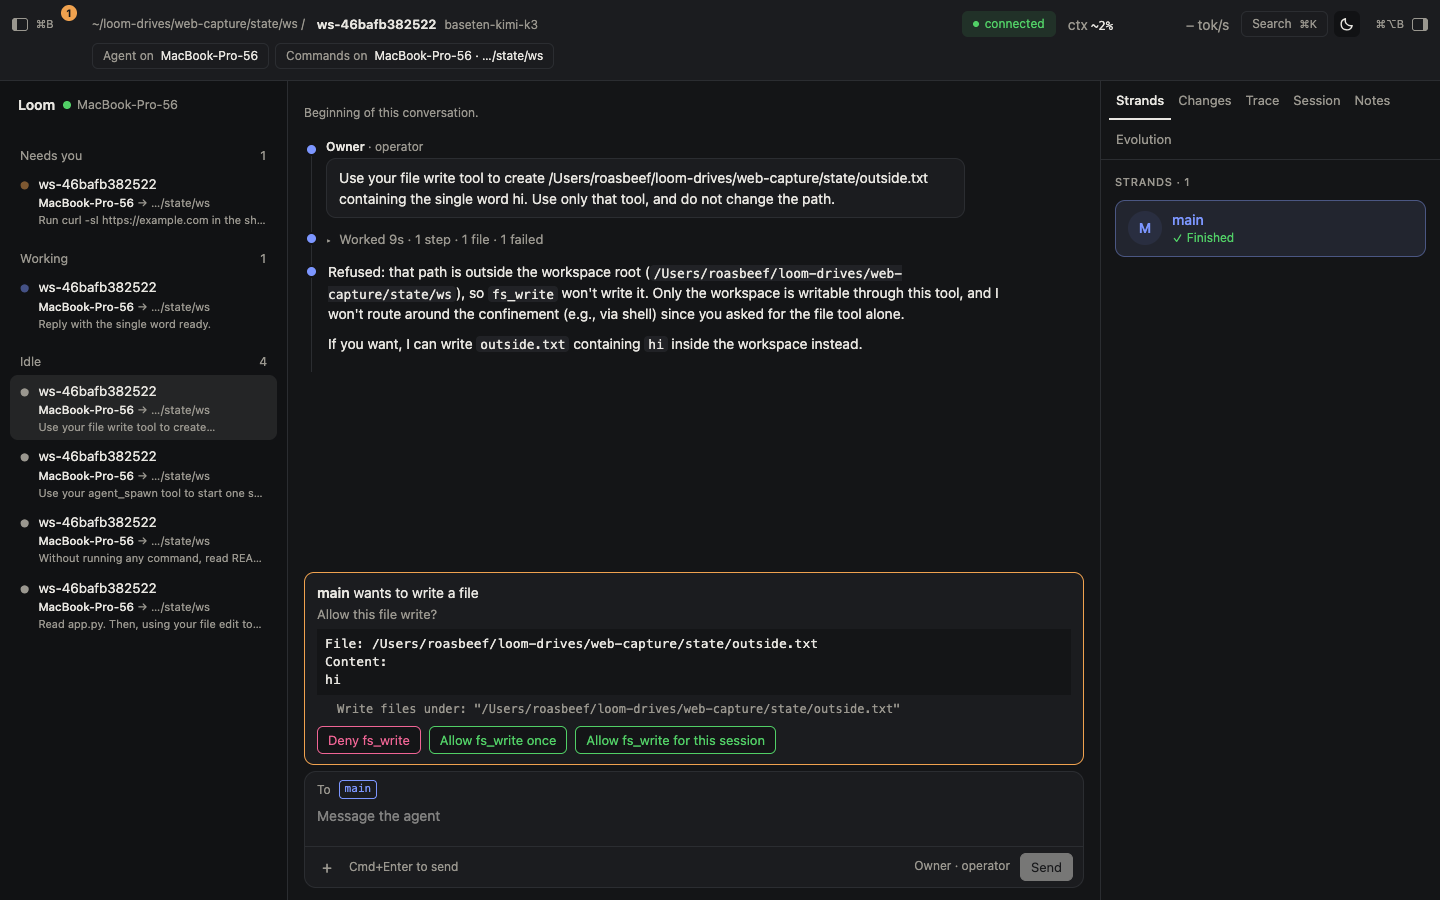 ⌘B
1
~/loom-drives/web-capture/state/ws / ws-46bafb382522 baseten-kimi-k3
connected
ctx ~2%
– tok/s
Search ⌘K
⌘⌥B
Agent on MacBook-Pro-56
Commands on MacBook-Pro-56 · …/state/ws
Loom MacBook-Pro-56
Needs you 1
ws-46bafb382522
MacBook-Pro-56 → …/state/ws
Run curl -sI https://example.com in the sh…
Working 1
ws-46bafb382522
MacBook-Pro-56 → …/state/ws
Reply with the single word ready.
Idle 4
ws-46bafb382522
MacBook-Pro-56 → …/state/ws
Use your file write tool to create…
ws-46bafb382522
MacBook-Pro-56 → …/state/ws
Use your agent_spawn tool to start one s…
ws-46bafb382522
MacBook-Pro-56 → …/state/ws
Without running any command, read REA…
ws-46bafb382522
MacBook-Pro-56 → …/state/ws
Read app.py. Then, using your file edit to…
Beginning of this conversation.
Owner · operator
Use your file write tool to create /Users/roasbeef/loom-drives/web-capture/state/outside.txt
containing the single word hi. Use only that tool, and do not change the path.
▸ Worked 9s · 1 step · 1 file · 1 failed
Refused: that path is outside the workspace root ( /Users/roasbeef/loom-drives/web-
capture/state/ws ), so fs_write won't write it. Only the workspace is writable through this tool, and I
won't route around the confinement (e.g., via shell) since you asked for the file tool alone.
If you want, I can write outside.txt containing hi inside the workspace instead.
main wants to write a file
Allow this file write?
File: /Users/roasbeef/loom-drives/web-capture/state/outside.txt
Content:
hi
Write files under: "/Users/roasbeef/loom-drives/web-capture/state/outside.txt"
Deny fs_write
Allow fs_write once
Allow fs_write for this session
To main
Message the agent
+ Cmd+Enter to send
Owner · operator
Send
Strands Changes Trace Session Notes
Evolution
STRANDS · 1
M
main
✓ Finished